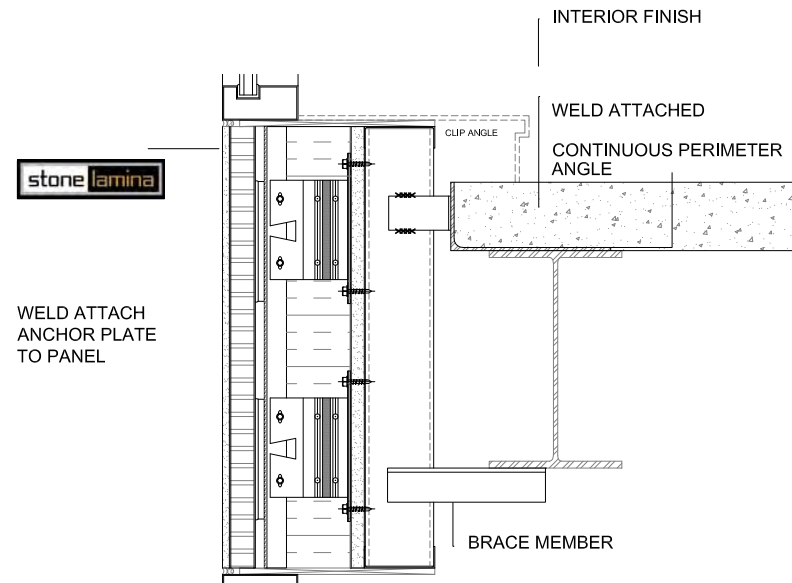 INTERIOR FINISH
WELD ATTACHED
CLIP ANGLE
CONTINUOUS PERIMETER
ANGLE
stone lamina
WELD ATTACH
ANCHOR PLATE
TO PANEL
BRACE MEMBER